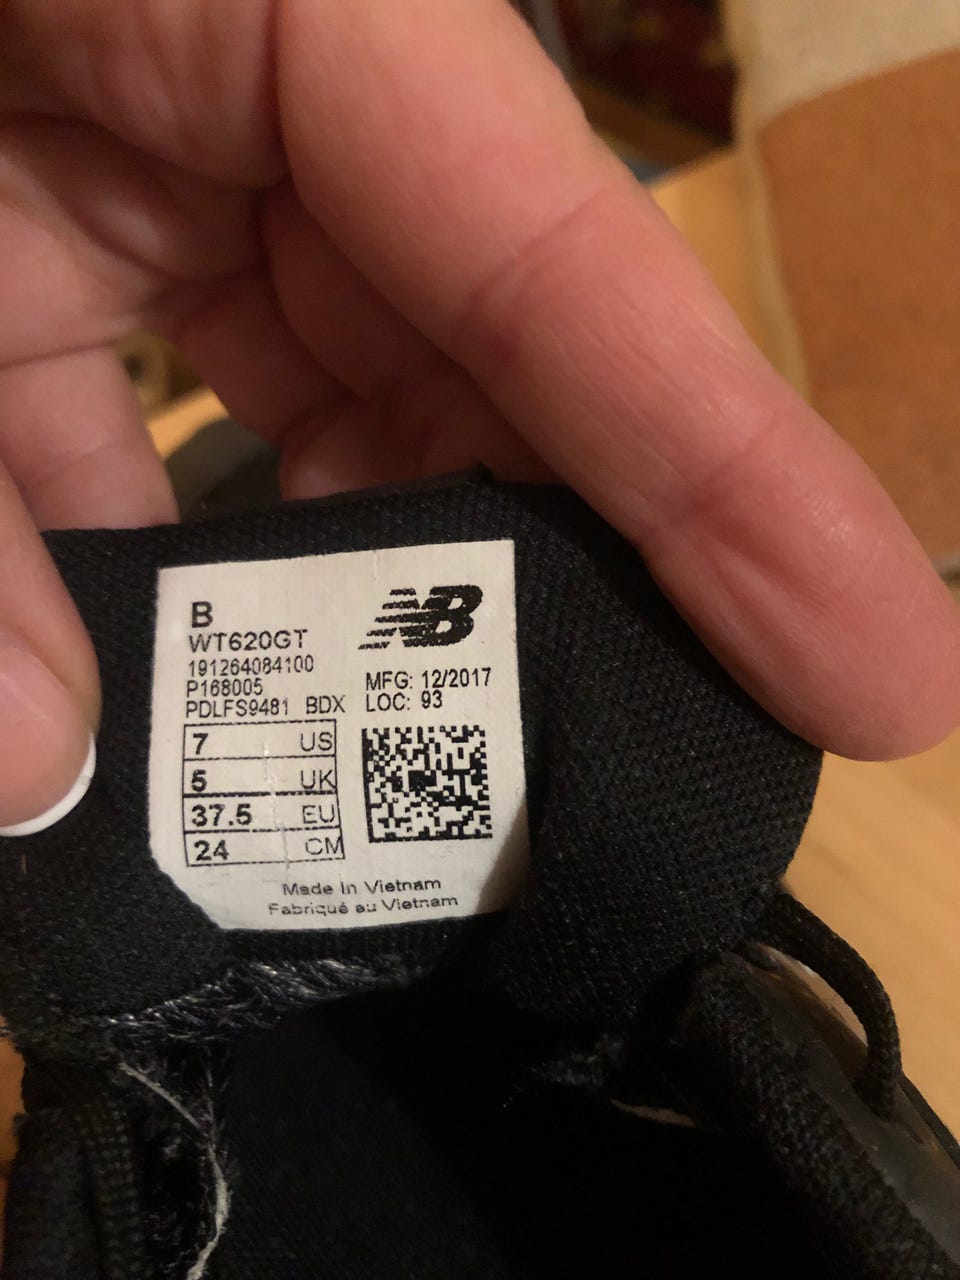 B
NB
WT620GT
191264084100
P168005
PDLFS9481 BDX
MFG: 12/2017
LOC: 93
7 US
5 UK
37.5 EU
24 CM
Made In Vietnam
Fabriqué au Vietnam